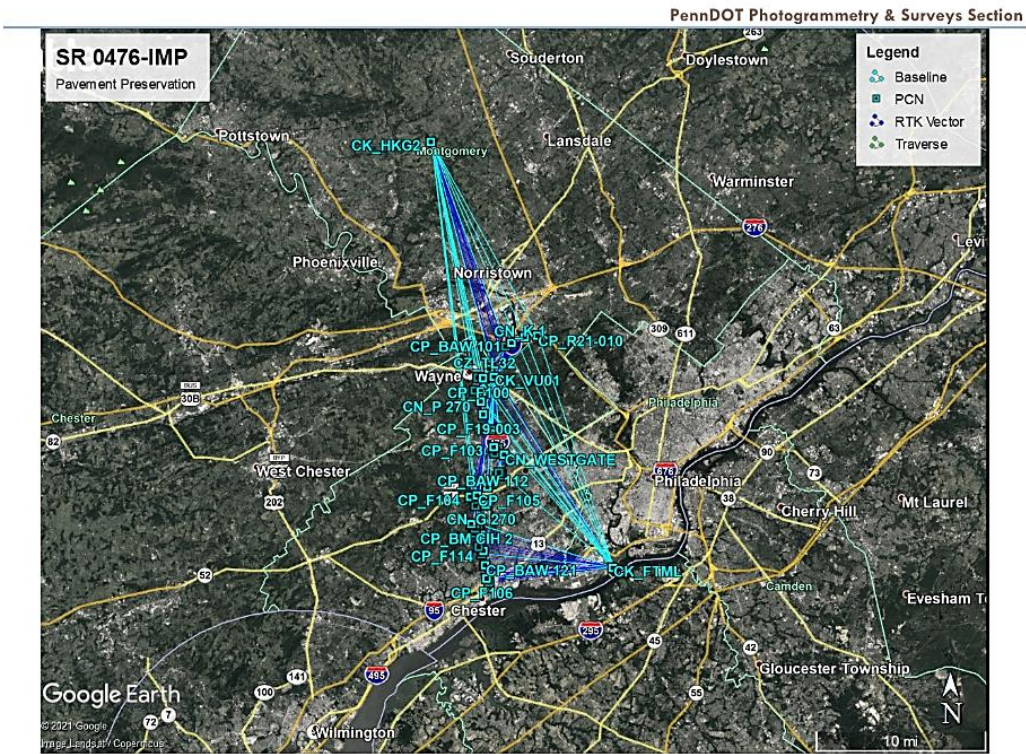 PennDOT Photogrammetry & Surveys Section
SR 0476-IMP
Pavement Preservation
Legend
Baseline
PCN
RTK Vector
Traverse
263
Souderton
Doylestown
Pottstown
Lansdale
CK_HKG2
Montgomery
Warminster
276
Phoenixville
Norristown
309
611
63
CN_K 1
CP_R21-010
CP_BAW 101
CZ_TL32
Wayne
CK_VU01
BUS
30B
CP_F100
Philadelphia
CN_P 270
Chester
82
CP_F19-003
CP_F103
CN_WESTGATE
BYP
West Chester
676
90
73
CP_BAW 112
Philadelphia
202
CP_F104
CP_F105
38
Cherry Hill
Mt Laurel
CN_G 270
CP_BM CIH 2
13
CP_F114
52
CP_BAW 121
CK_FTML
Camden
CP_F106
Evesham
95
Chester
295
45
42
Gloucester Township
495
141
100
55
Google Earth
N
© 2021 Google
72
7
Image Landsat / Copernicus
Wilmington
10 mi